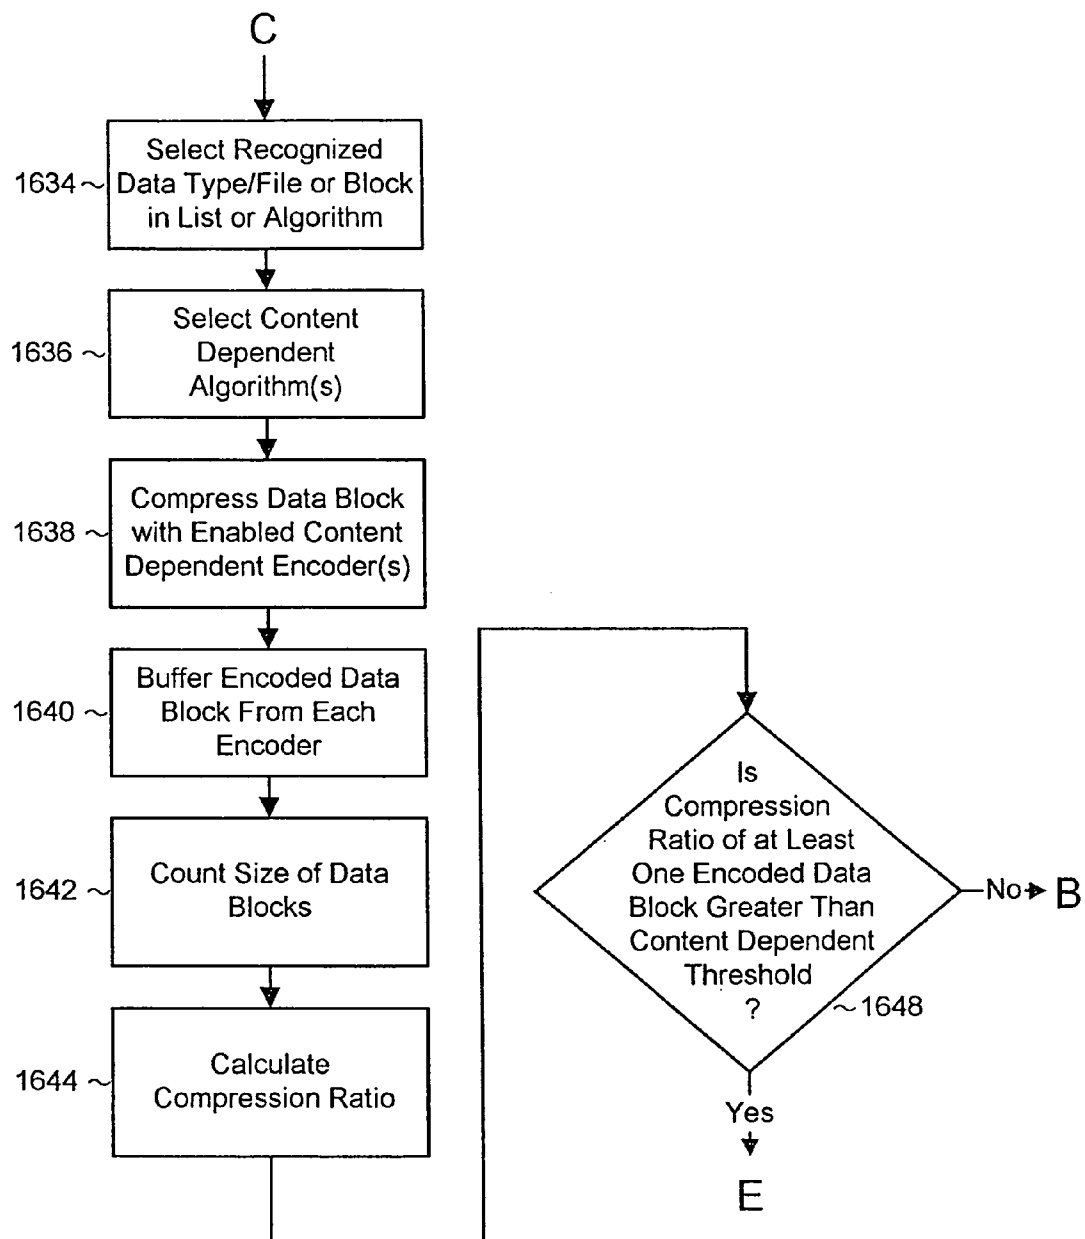 C
1634
Select Recognized
Data Type/File or Block
in List or Algorithm
1636
Select Content
Dependent
Algorithm(s)
1638
Compress Data Block
with Enabled Content
Dependent Encoder(s)
1640
Buffer Encoded Data
Block From Each
Encoder
1642
Count Size of Data
Blocks
1644
Calculate
Compression Ratio
Is
Compression
Ratio of at Least
One Encoded Data
Block Greater Than
Content Dependent
Threshold
?
1648
No
B
Yes
E